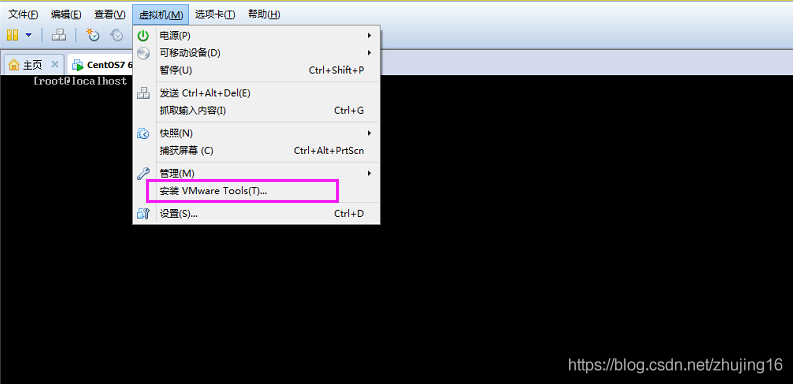 文件(F) 编辑(E) 查看(V) 虚拟机(M) 选项卡(T) 帮助(H)
主页 CentOS7 6
[root@localhost
电源(P)
可移动设备(D)
暂停(U) Ctrl+Shift+P
发送 Ctrl+Alt+Del(E)
抓取输入内容(I) Ctrl+G
快照(N)
捕获屏幕 (C) Ctrl+Alt+PrtScn
管理(M)
安装 VMware Tools(T)...
设置(S)... Ctrl+D
https://blog.csdn.net/zhujing16